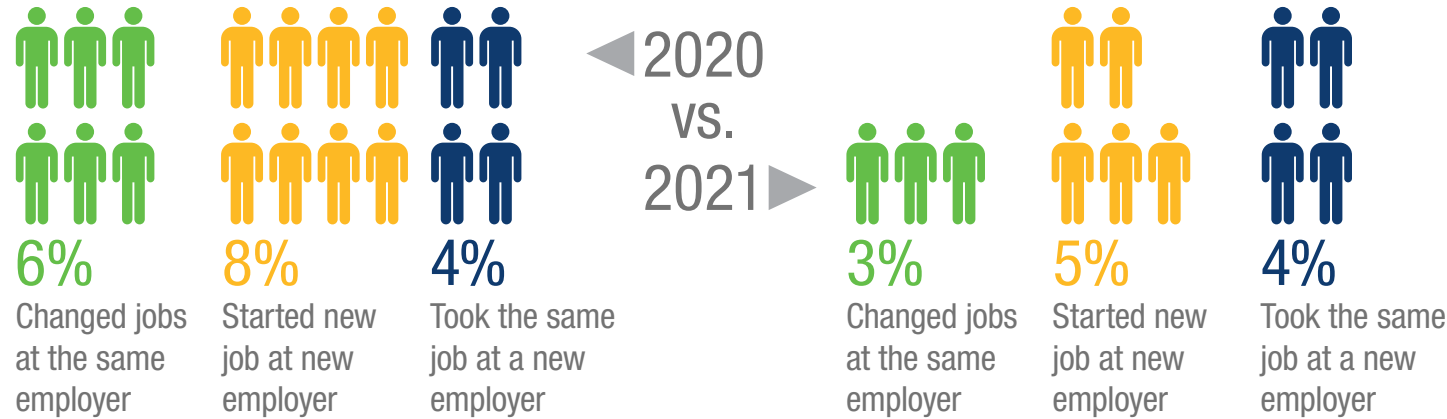 2020
vs.
2021
6%
Changed jobs
at the same
employer
8%
Started new
job at new
employer
4%
Took the same
job at a new
employer
3%
Changed jobs
at the same
employer
5%
Started new
job at new
employer
4%
Took the same
job at a new
employer